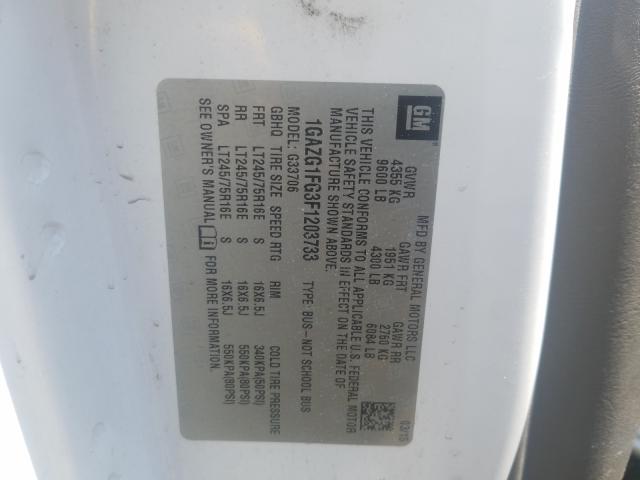 GM
MFD BY GENERAL MOTORS LLC 03/15
GVWR GAWR FRT GAWR RR
4355 KG 1951 KG 2760 KG
9600 LB 4300 LB 6084 LB
THIS VEHICLE CONFORMS TO ALL APPLICABLE U.S. FEDERAL MOTOR
VEHICLE SAFETY STANDARDS IN EFFECT ON THE DATE OF
MANUFACTURE SHOWN ABOVE.
1GAZG1FG3F1203733 TYPE: BUS-NOT SCHOOL BUS
MODEL: G33706
GBHQ TIRE SIZE SPEED RTG RIM COLD TIRE PRESSURE
FRT LT245/75R16E S 16X6.5J 340KPA(50PSI)
RR LT245/75R16E S 16X6.5J 550KPA(80PSI)
SPA LT245/75R16E S 16X6.5J 550KPA(80PSI)
SEE OWNER'S MANUAL FOR MORE INFORMATION.